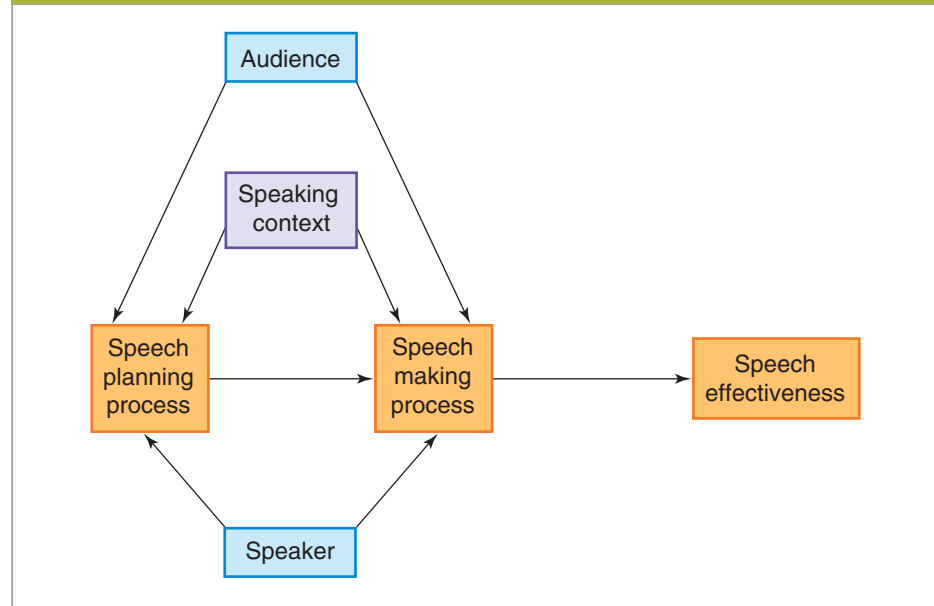 Audience
Speaking
context
Speech
planning
process
Speech
making
process
Speech
effectiveness
Speaker